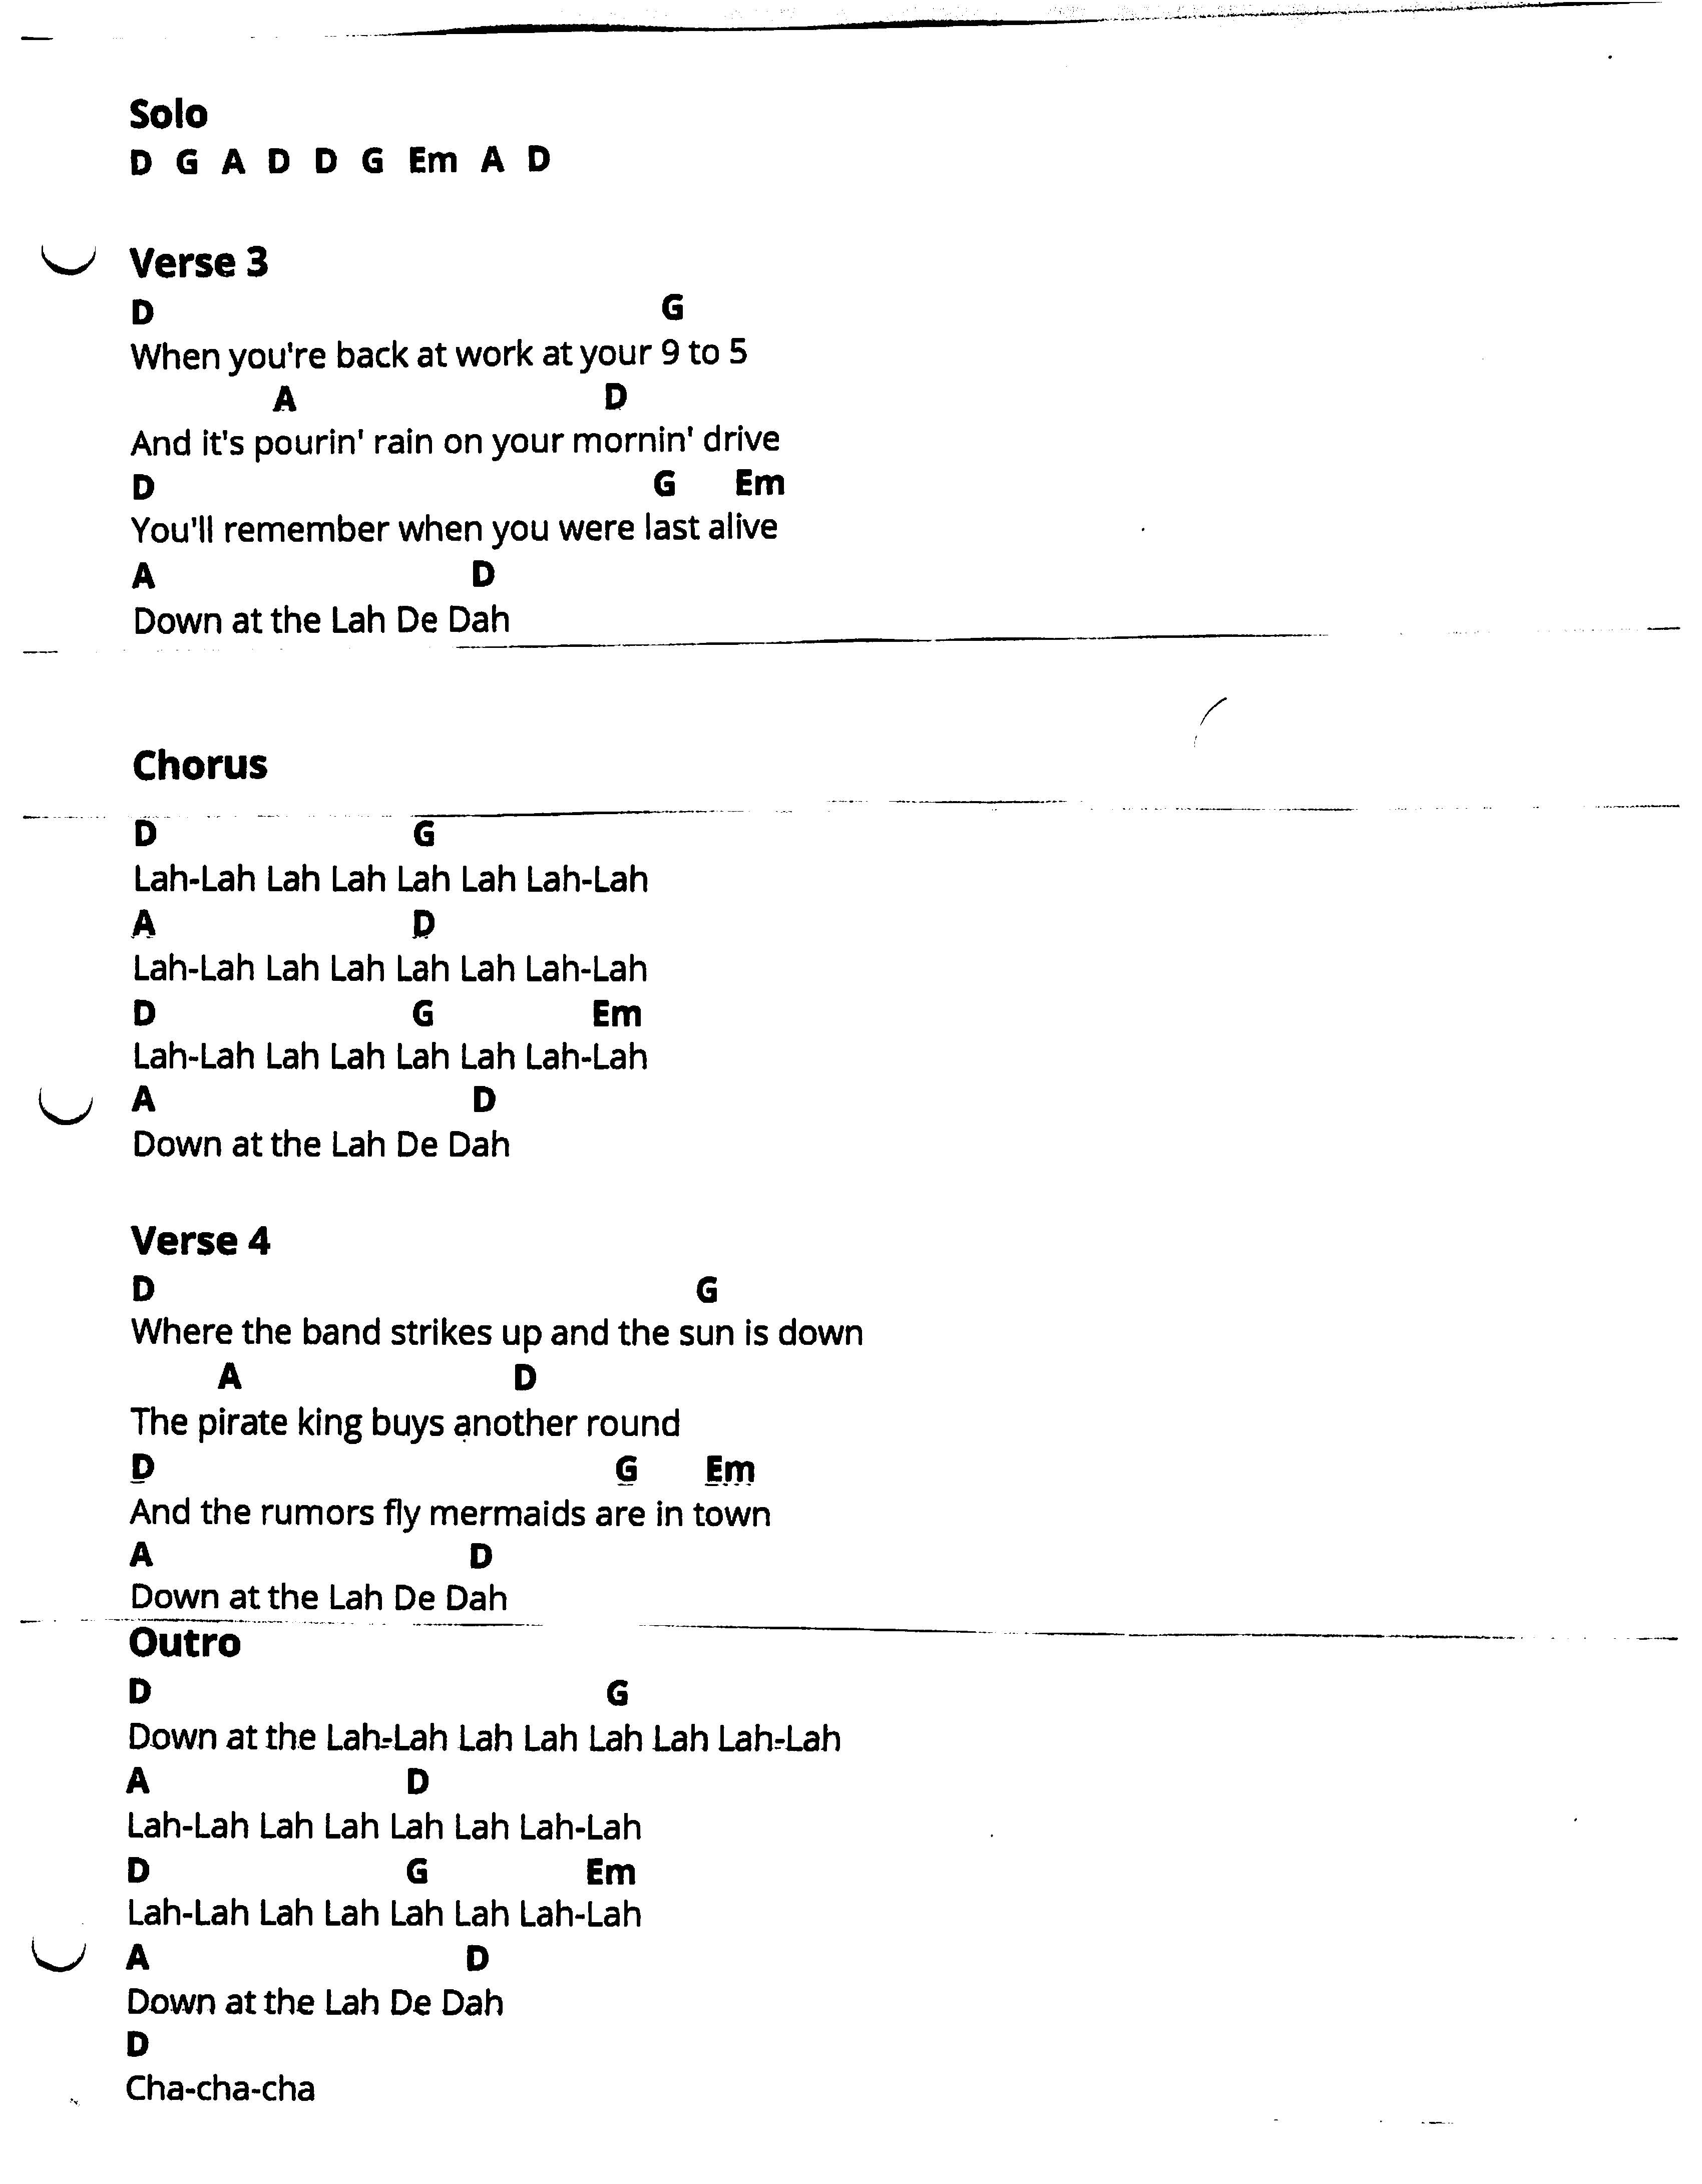 Solo
D G A D D G Em A D
Verse 3
D G
When you're back at work at your 9 to 5
A D
And it's pourin' rain on your mornin' drive
D G Em
You'll remember when you were last alive
A D
Down at the Lah De Dah
Chorus
D G
Lah-Lah Lah Lah Lah Lah Lah-Lah
A D
Lah-Lah Lah Lah Lah Lah Lah-Lah
D G Em
Lah-Lah Lah Lah Lah Lah Lah-Lah
A D
Down at the Lah De Dah
Verse 4
D G
Where the band strikes up and the sun is down
A D
The pirate king buys another round
D G Em
And the rumors fly mermaids are in town
A D
Down at the Lah De Dah
Outro
D G
Down at the Lah-Lah Lah Lah Lah Lah Lah-Lah
A D
Lah-Lah Lah Lah Lah Lah Lah-Lah
D G Em
Lah-Lah Lah Lah Lah Lah Lah-Lah
A D
Down at the Lah De Dah
D
Cha-cha-cha